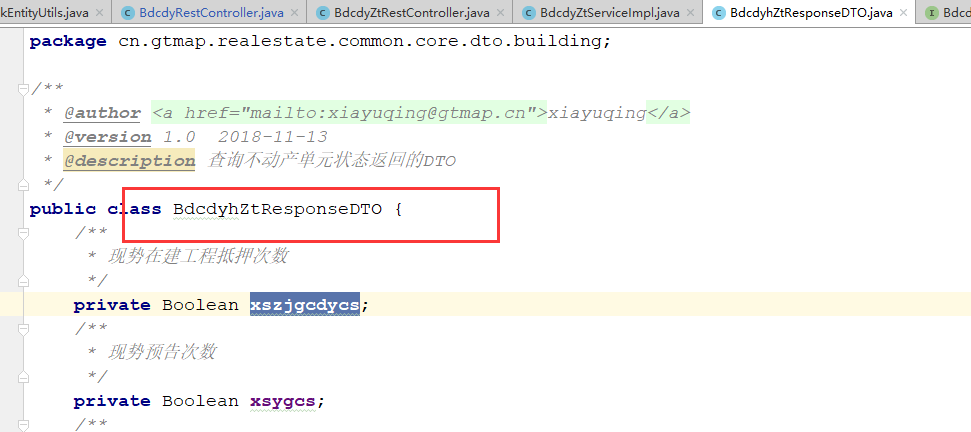 kEntityUtils.java × BdcdyRestController.java × BdcdyZtRestController.java × BdcdyZtServiceImpl.java × BdcdyhZtResponseDTO.java × Bdcd
package cn.gtmap.realestate.common.core.dto.building;
/**
* @author <a href="mailto:xiayuqing@gtmap.cn">xiayuqing</a>
* @version 1.0 2018-11-13
* @description 查询不动产单元状态返回的DTO
*/
public class BdcdyhZtResponseDTO {
/**
* 现势在建工程抵押次数
*/
private Boolean xszjgcdycs;
/**
* 现势预告次数
*/
private Boolean xsygcs;
/**